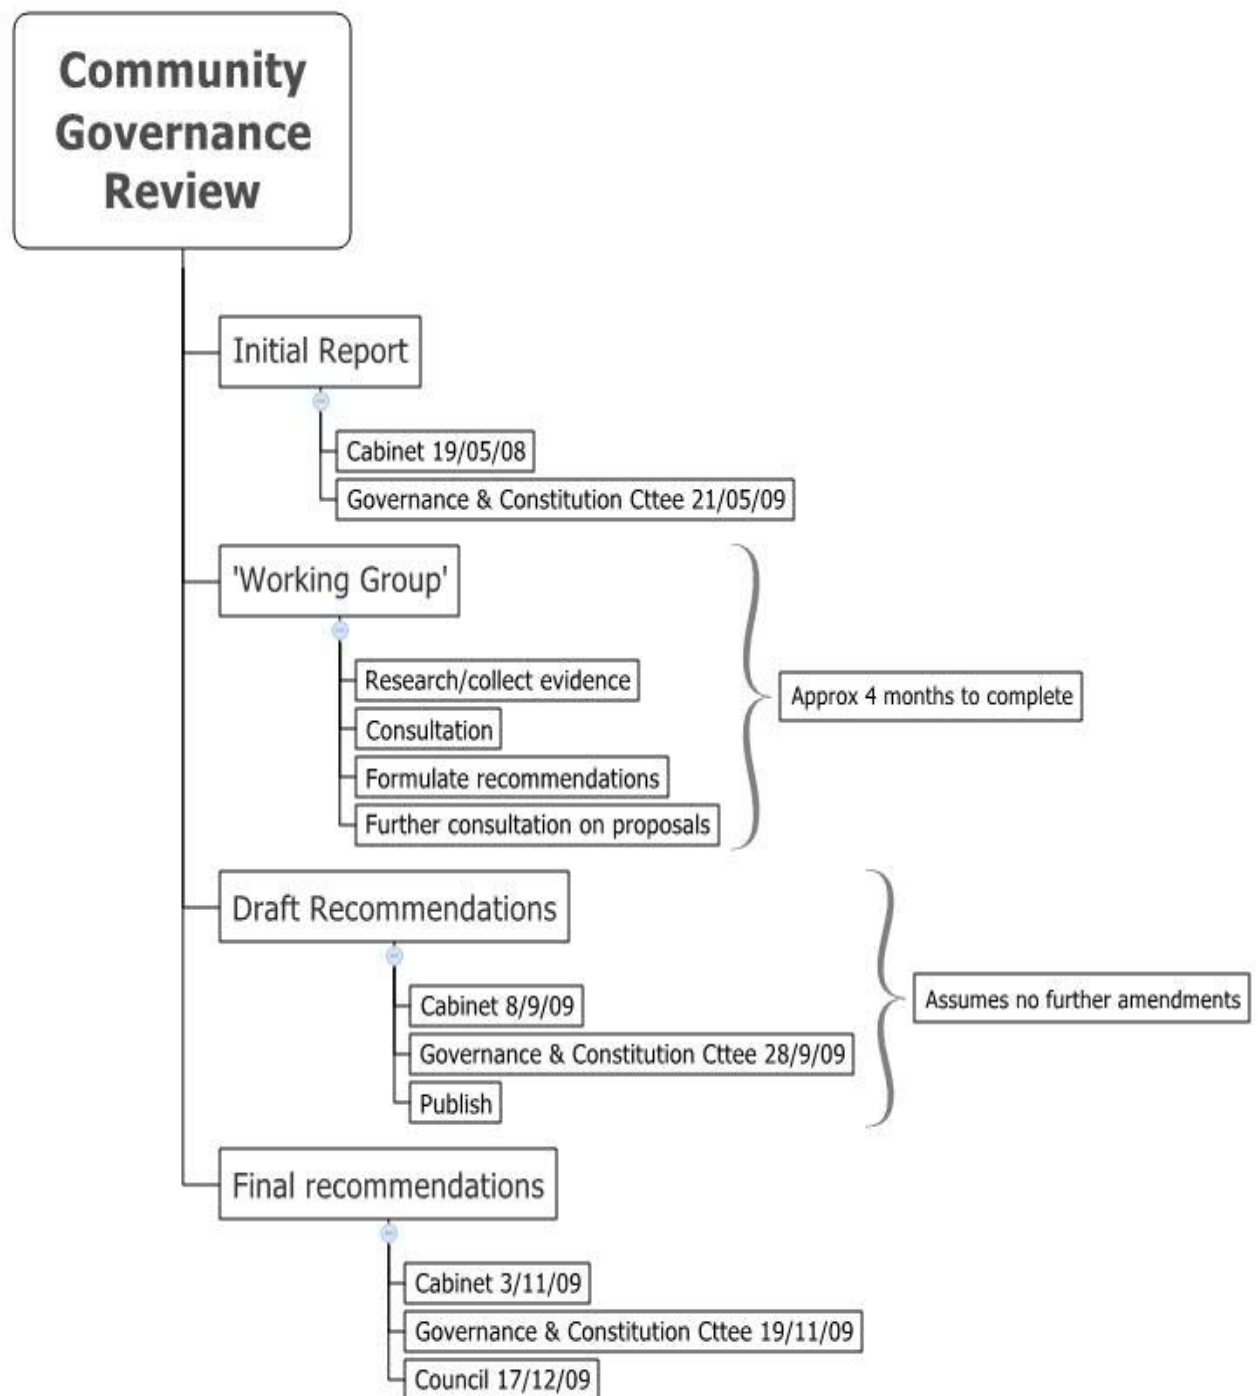 Community
Governance
Review
Initial Report
Cabinet 19/05/08
Governance & Constitution Cttee 21/05/09
'Working Group'
Research/collect evidence
Consultation
Formulate recommendations
Further consultation on proposals
Approx 4 months to complete
Draft Recommendations
Cabinet 8/9/09
Governance & Constitution Cttee 28/9/09
Publish
Assumes no further amendments
Final recommendations
Cabinet 3/11/09
Governance & Constitution Cttee 19/11/09
Council 17/12/09